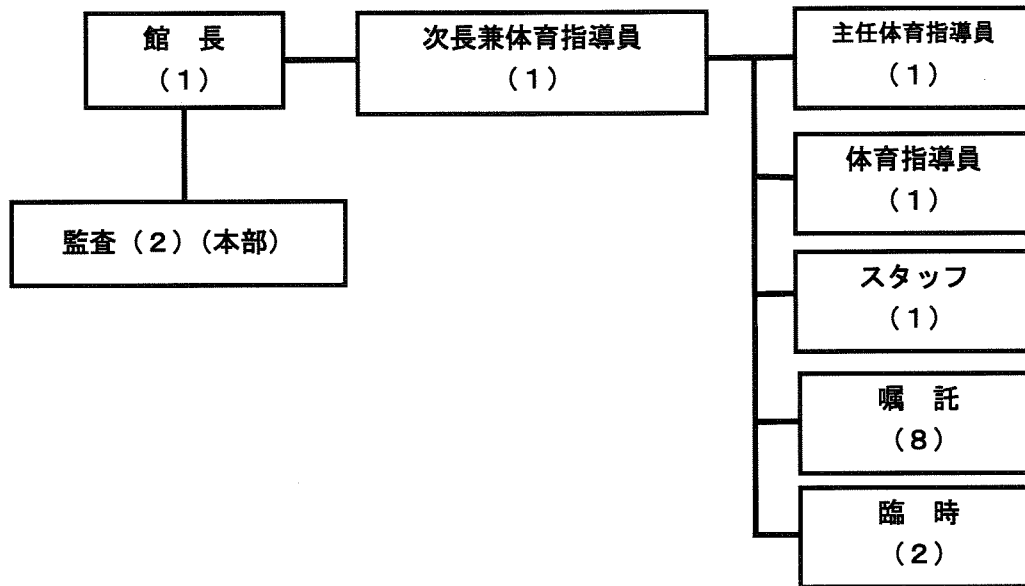 館　長
（１）
次長兼体育指導員
（１）
主任体育指導員
（１）
体育指導員
（１）
監査（２）（本部）
スタッフ
（１）
嘱　託
（８）
臨　時
（２）